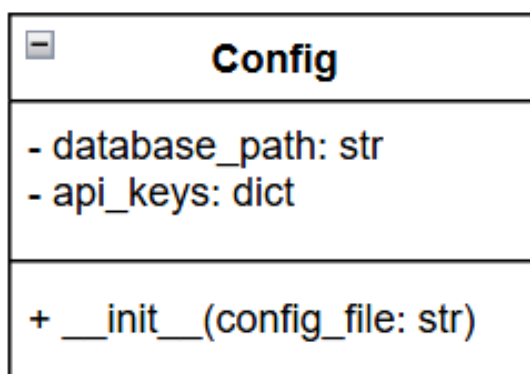 Config
- database_path: str
- api_keys: dict
+ __init__(config_file: str)